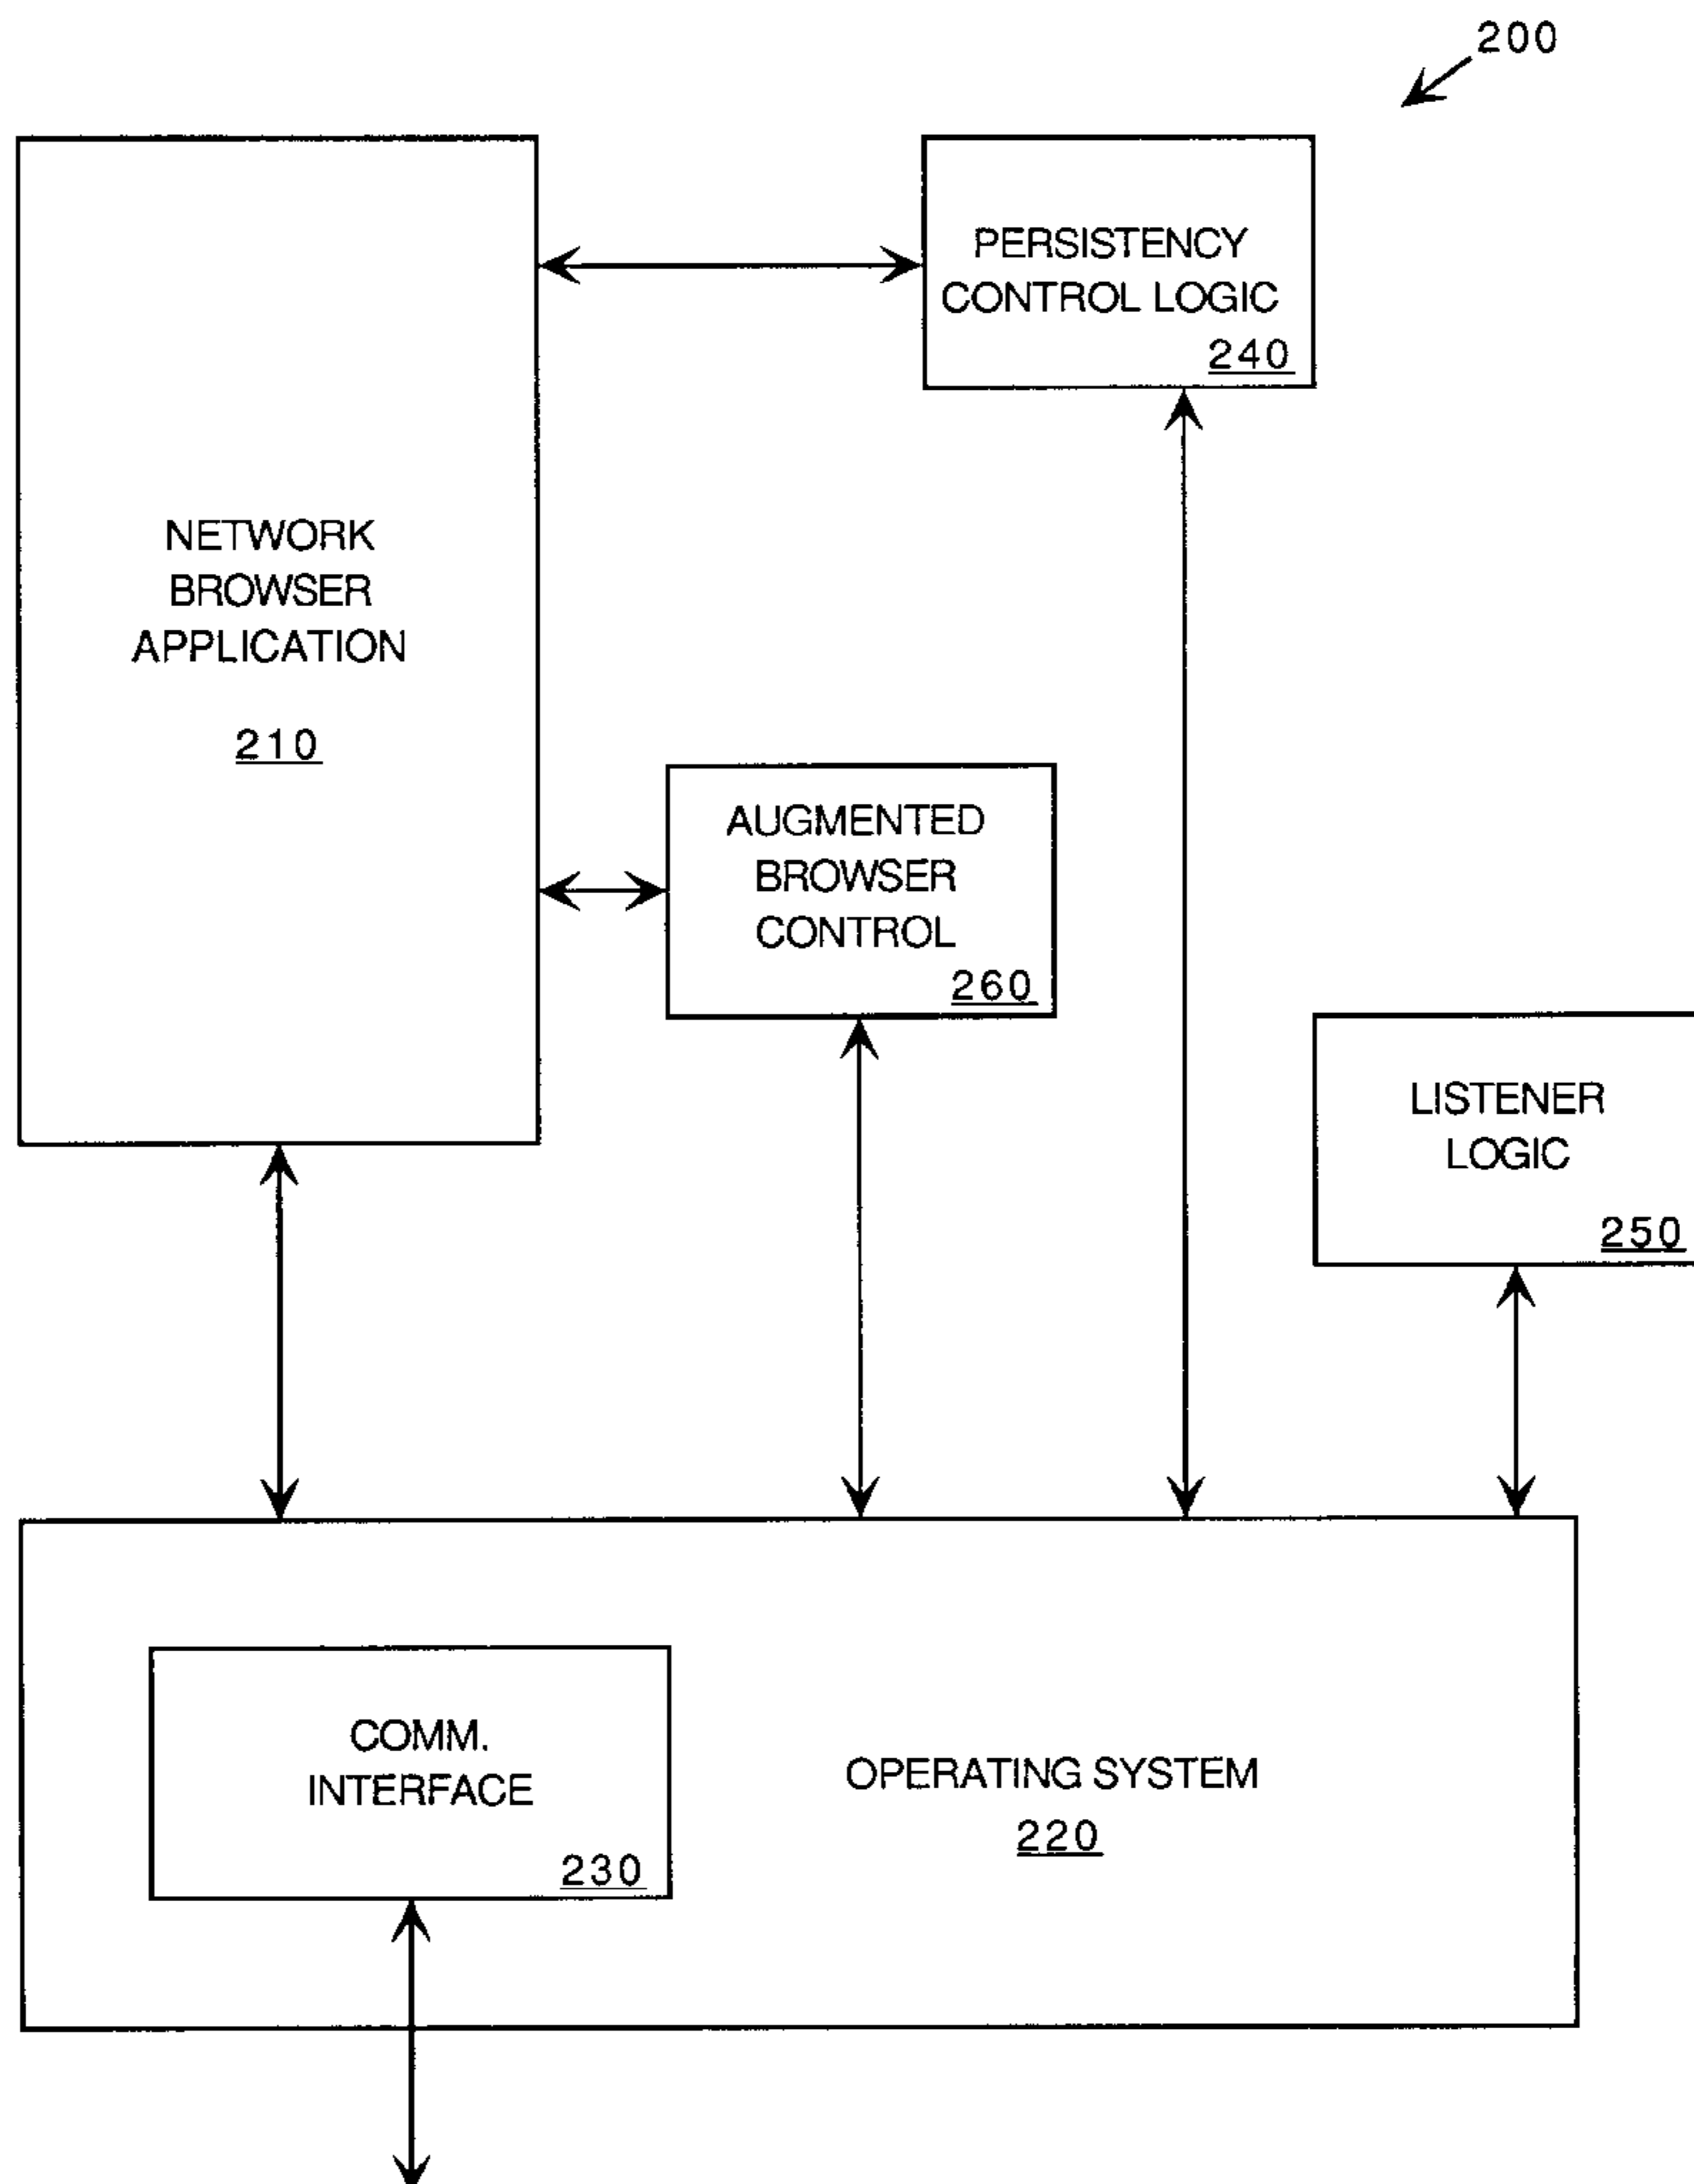 200
PERSISTENCY
CONTROL LOGIC
240
NETWORK
BROWSER
APPLICATION
210
AUGMENTED
BROWSER
CONTROL
260
LISTENER
LOGIC
250
COMM.
INTERFACE
230
OPERATING SYSTEM
220